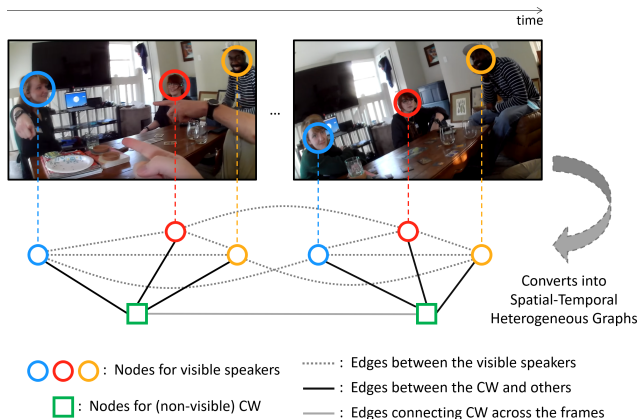 time
...
Converts into
Spatial-Temporal
Heterogeneous Graphs
: Nodes for visible speakers
: Edges between the visible speakers
: Nodes for (non-visible) CW
: Edges between the CW and others
: Edges connecting CW across the frames